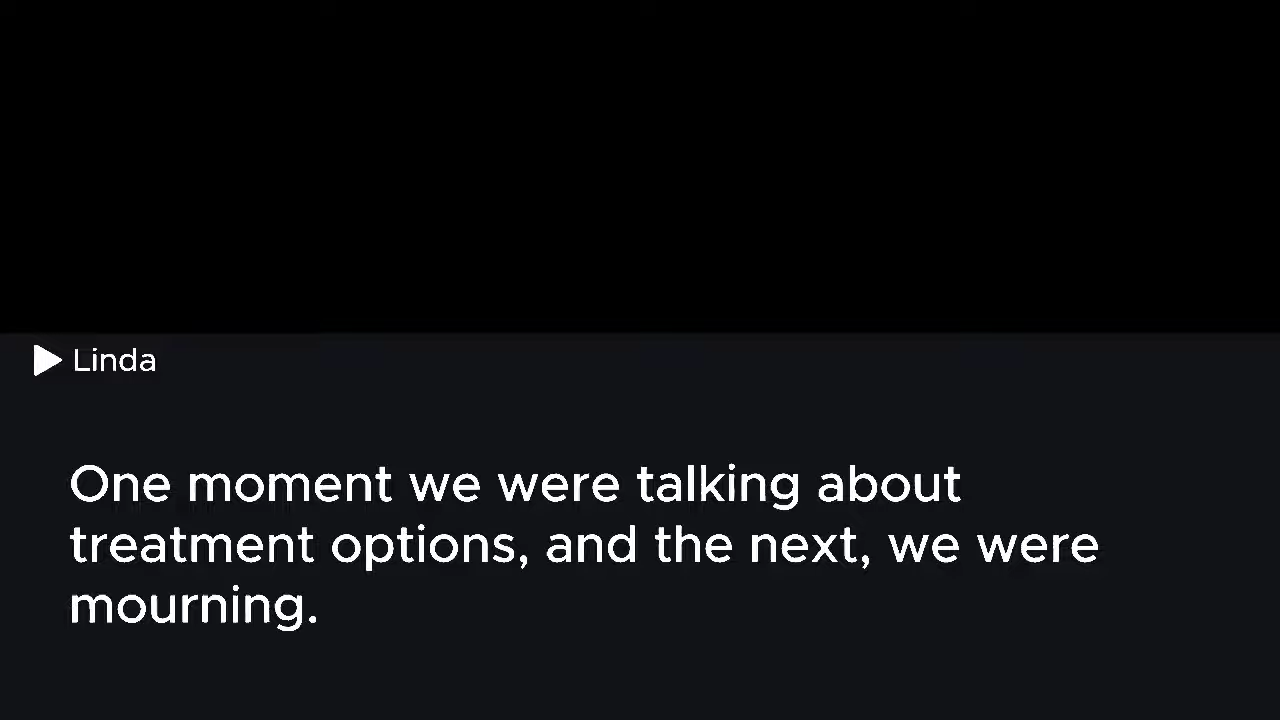 Linda
One moment we were talking about
treatment options, and the next, we were
mourning.